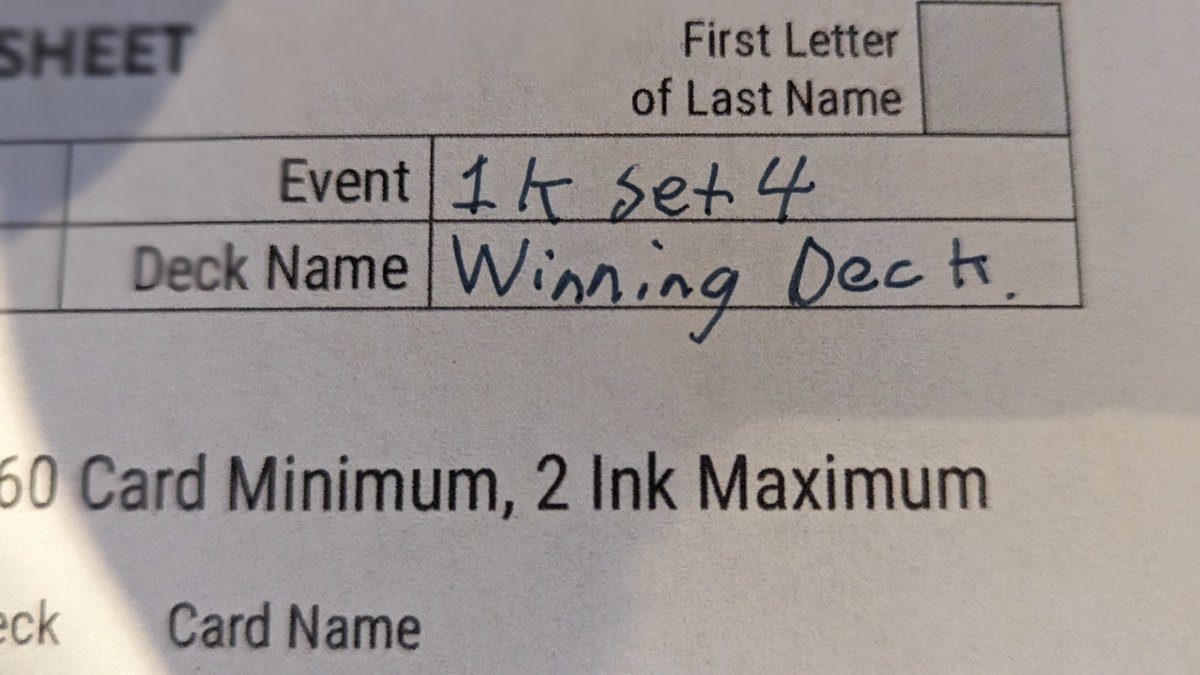 SHEET
First Letter
of Last Name
Event 1k set 4
Deck Name Winning Deck.
60 Card Minimum, 2 Ink Maximum
eck Card Name